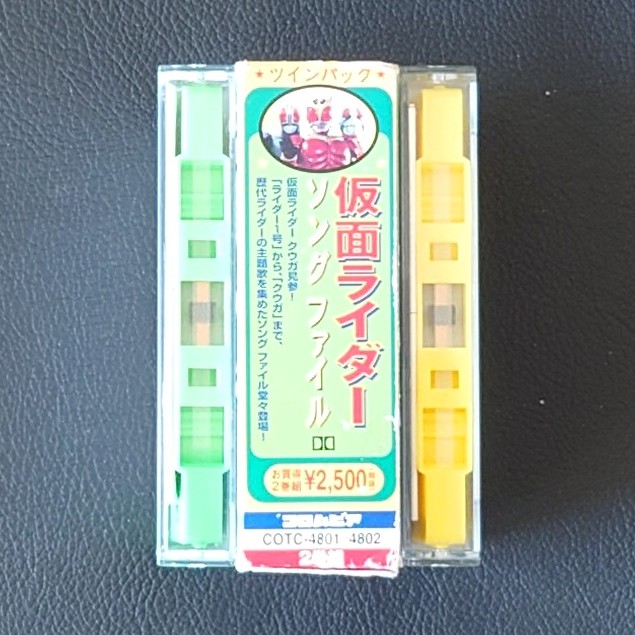 ★ツインパック★
仮面ライダー
ソング ファイル
仮面ライダー クウガ見参!
「ライダー1号」から、「クウガ」まで、
歴代ライダーの主題歌を集めたソング ファイル堂々登場!
お買得
2巻組
¥2,500
税抜
コロムビア
COTC-4801 4802
2巻組